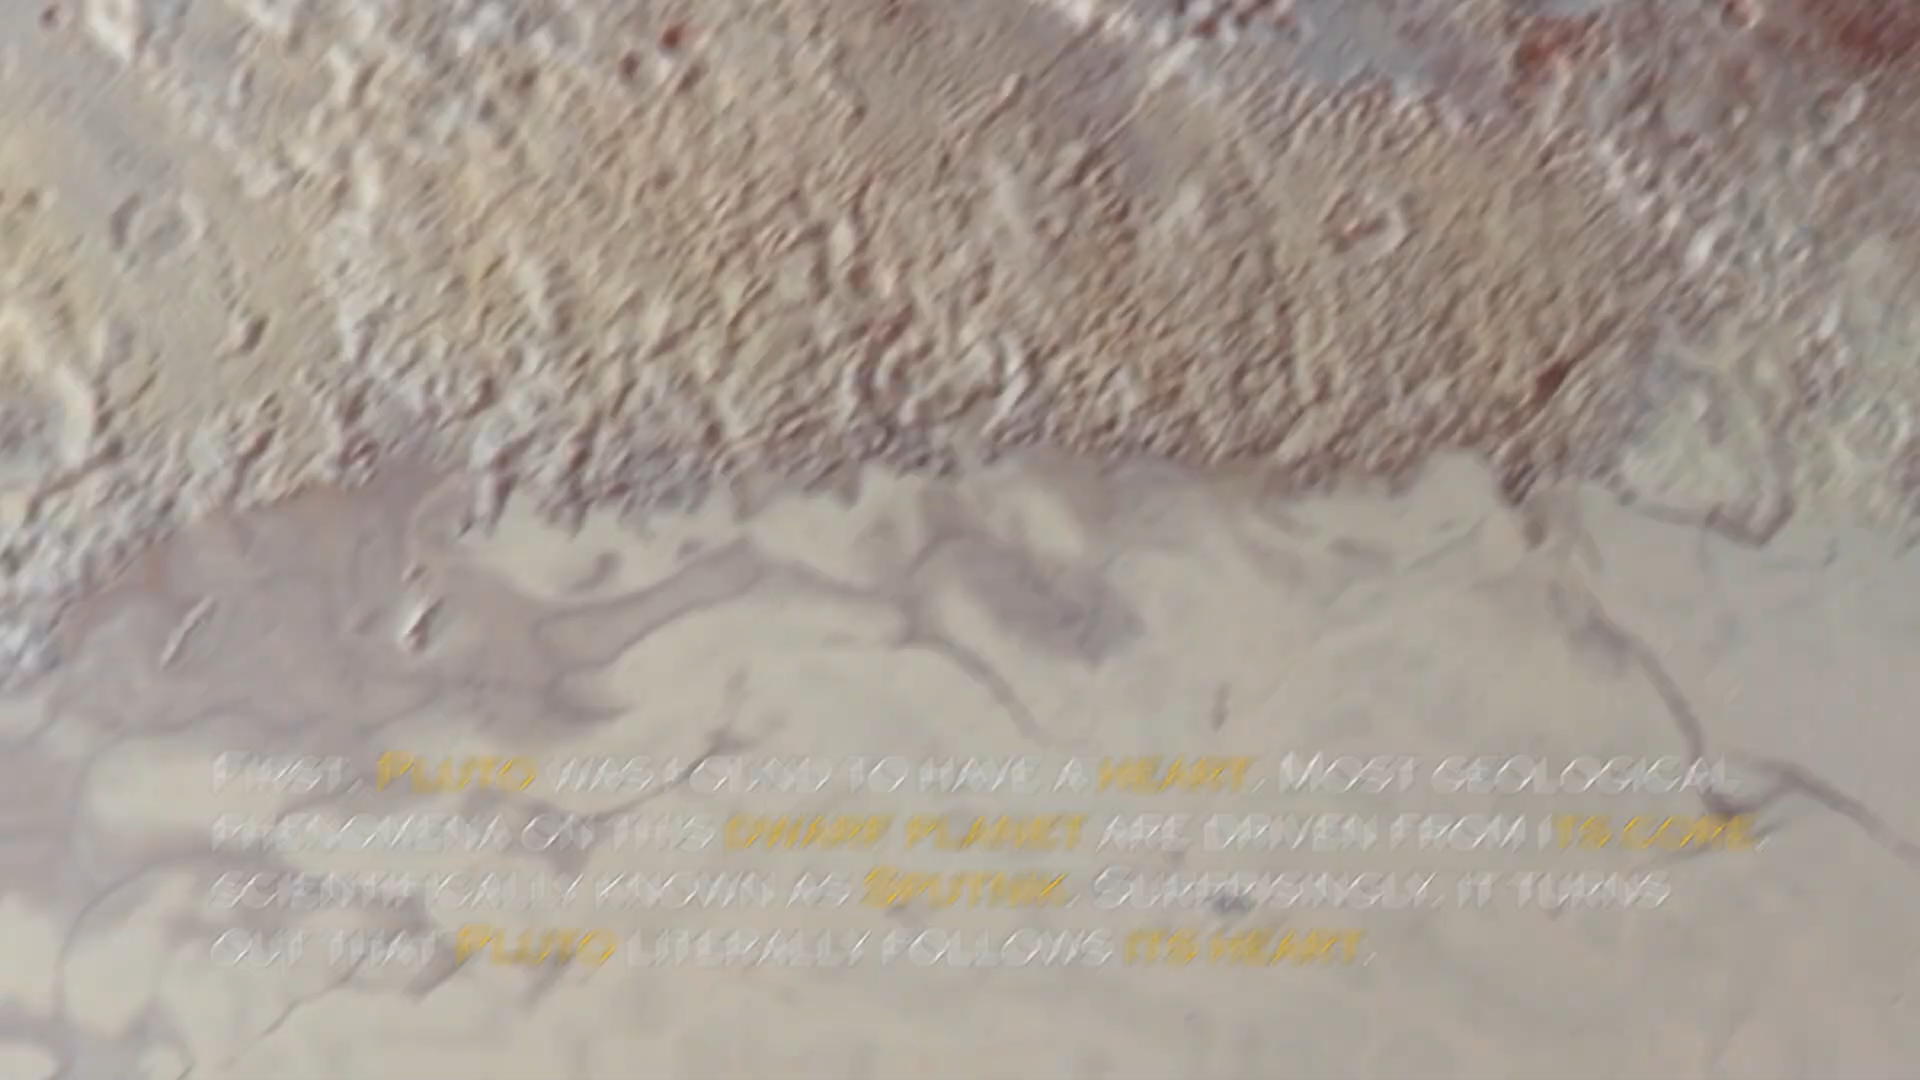 First, Pluto was found to have a heart. Most geological
phenomena on this dwarf planet are driven from its core,
scientifically known as Sputnik. Surprisingly, it turns
out that Pluto literally follows its heart.